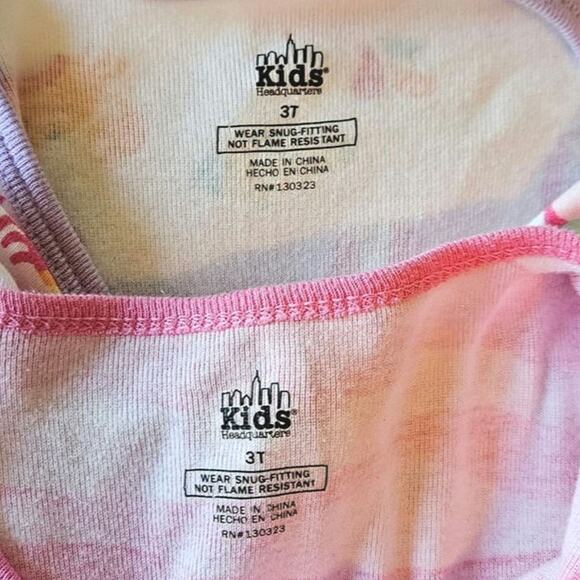 Kids®
Headquarters
3T
WEAR SNUG-FITTING
NOT FLAME RESISTANT
MADE IN CHINA
HECHO EN CHINA
RN#130323
Kids®
Headquarters
3T
WEAR SNUG-FITTING
NOT FLAME RESISTANT
MADE IN CHINA
HECHO EN CHINA
RN#130323